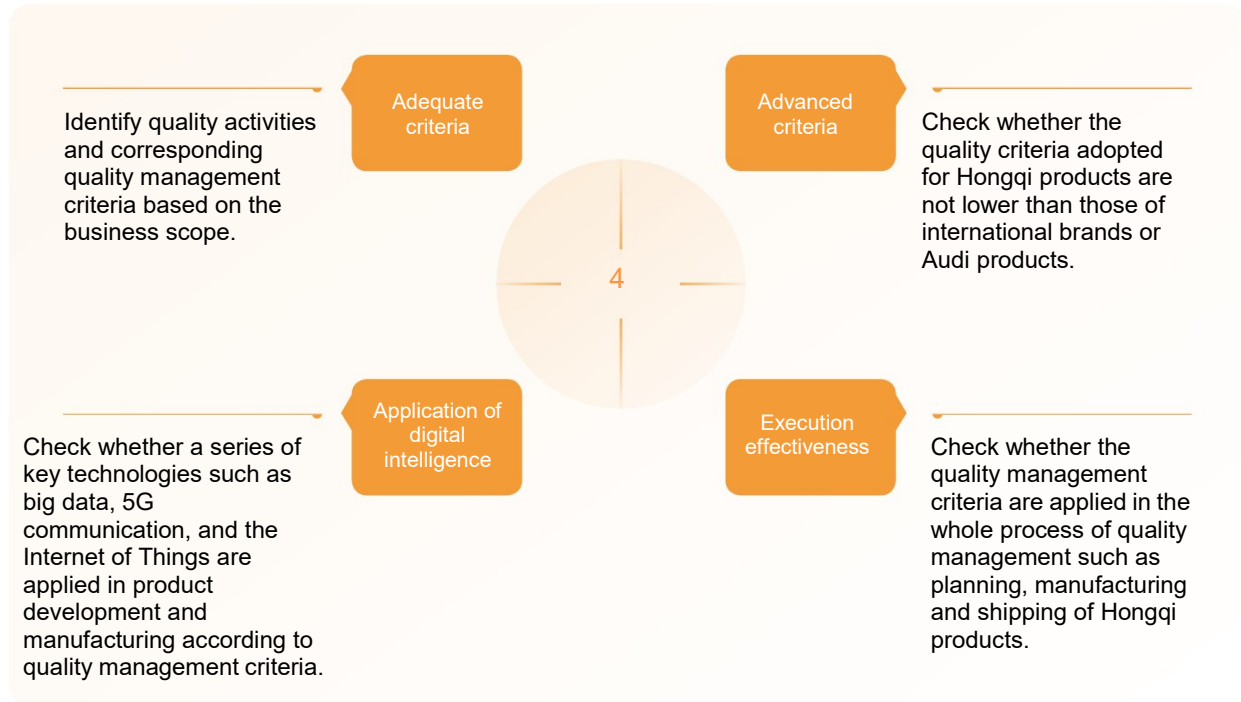 Adequate
criteria
Identify quality activities
and corresponding
quality management
criteria based on the
business scope.
Advanced
criteria
Check whether the
quality criteria adopted
for Hongqi products are
not lower than those of
international brands or
Audi products.
4
Application of
digital
intelligence
Check whether a series of
key technologies such as
big data, 5G
communication, and the
Internet of Things are
applied in product
development and
manufacturing according to
quality management criteria.
Execution
effectiveness
Check whether the
quality management
criteria are applied in the
whole process of quality
management such as
planning, manufacturing
and shipping of Hongqi
products.